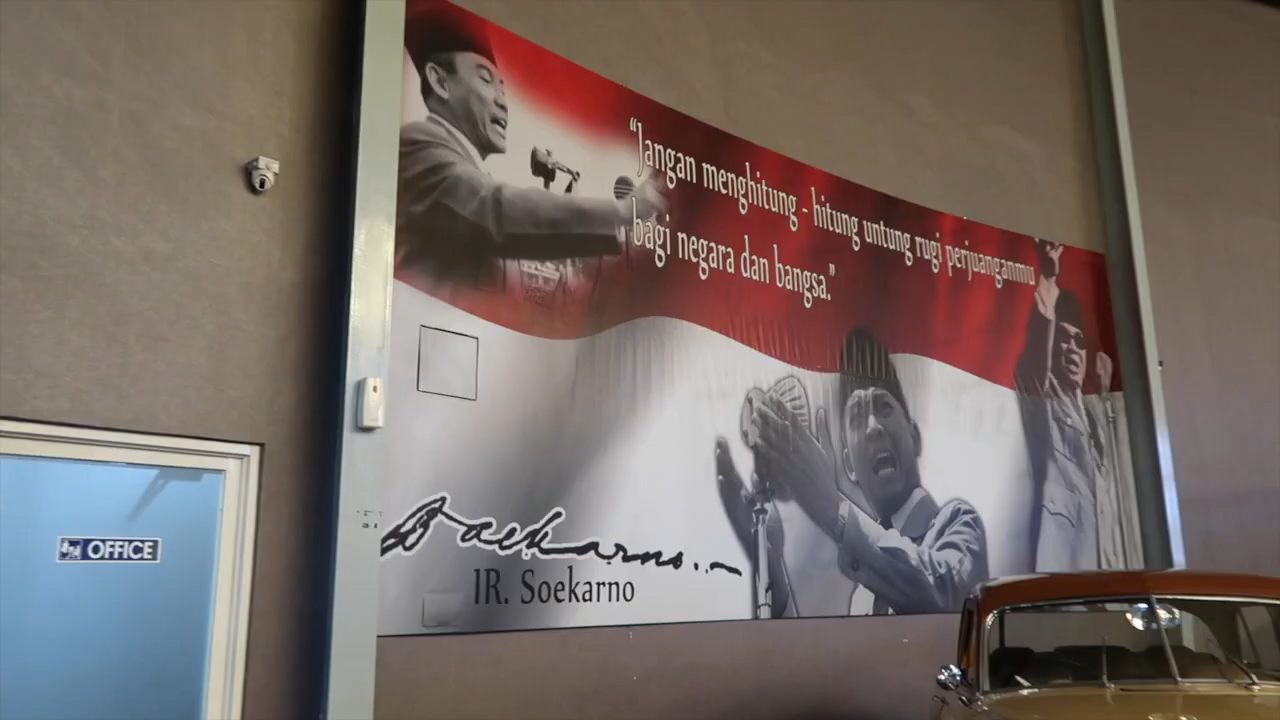 “Jangan menghitung - hitung untung rugi perjuanganmu
bagi negara dan bangsa.”
Soekarno..~
IR. Soekarno
OFFICE